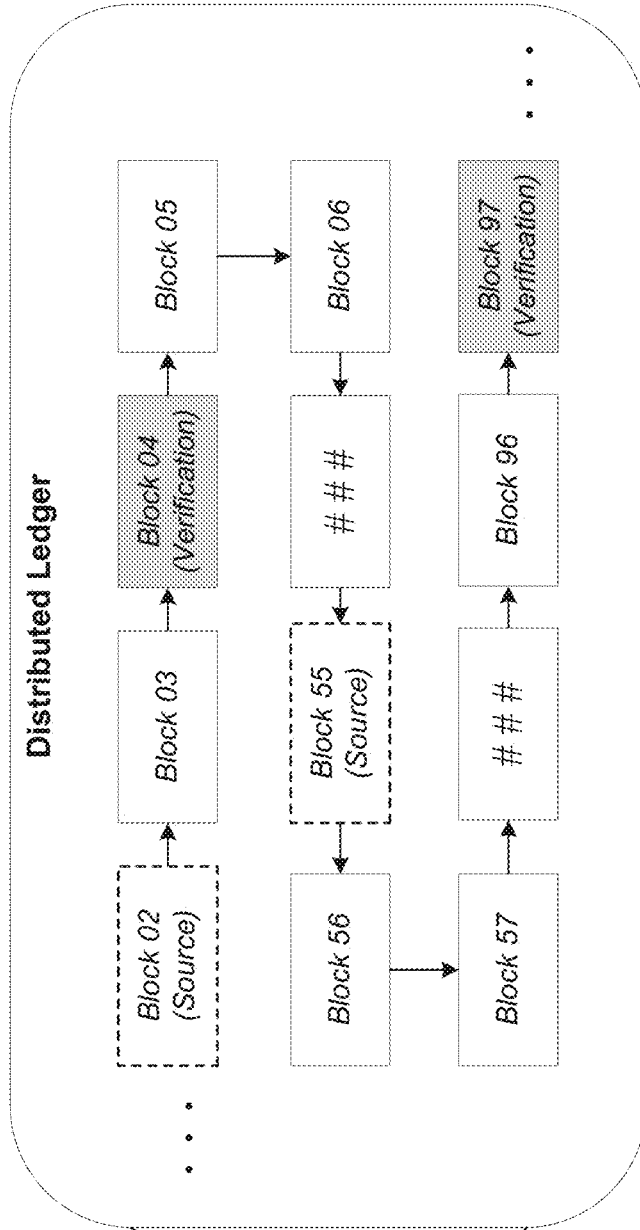 Distributed Ledger
Block 02
(Source)
Block 03
Block 04
(Verification)
Block 05
Block 06
# # #
Block 55
(Source)
Block 56
Block 57
# # #
Block 96
Block 97
(Verification)